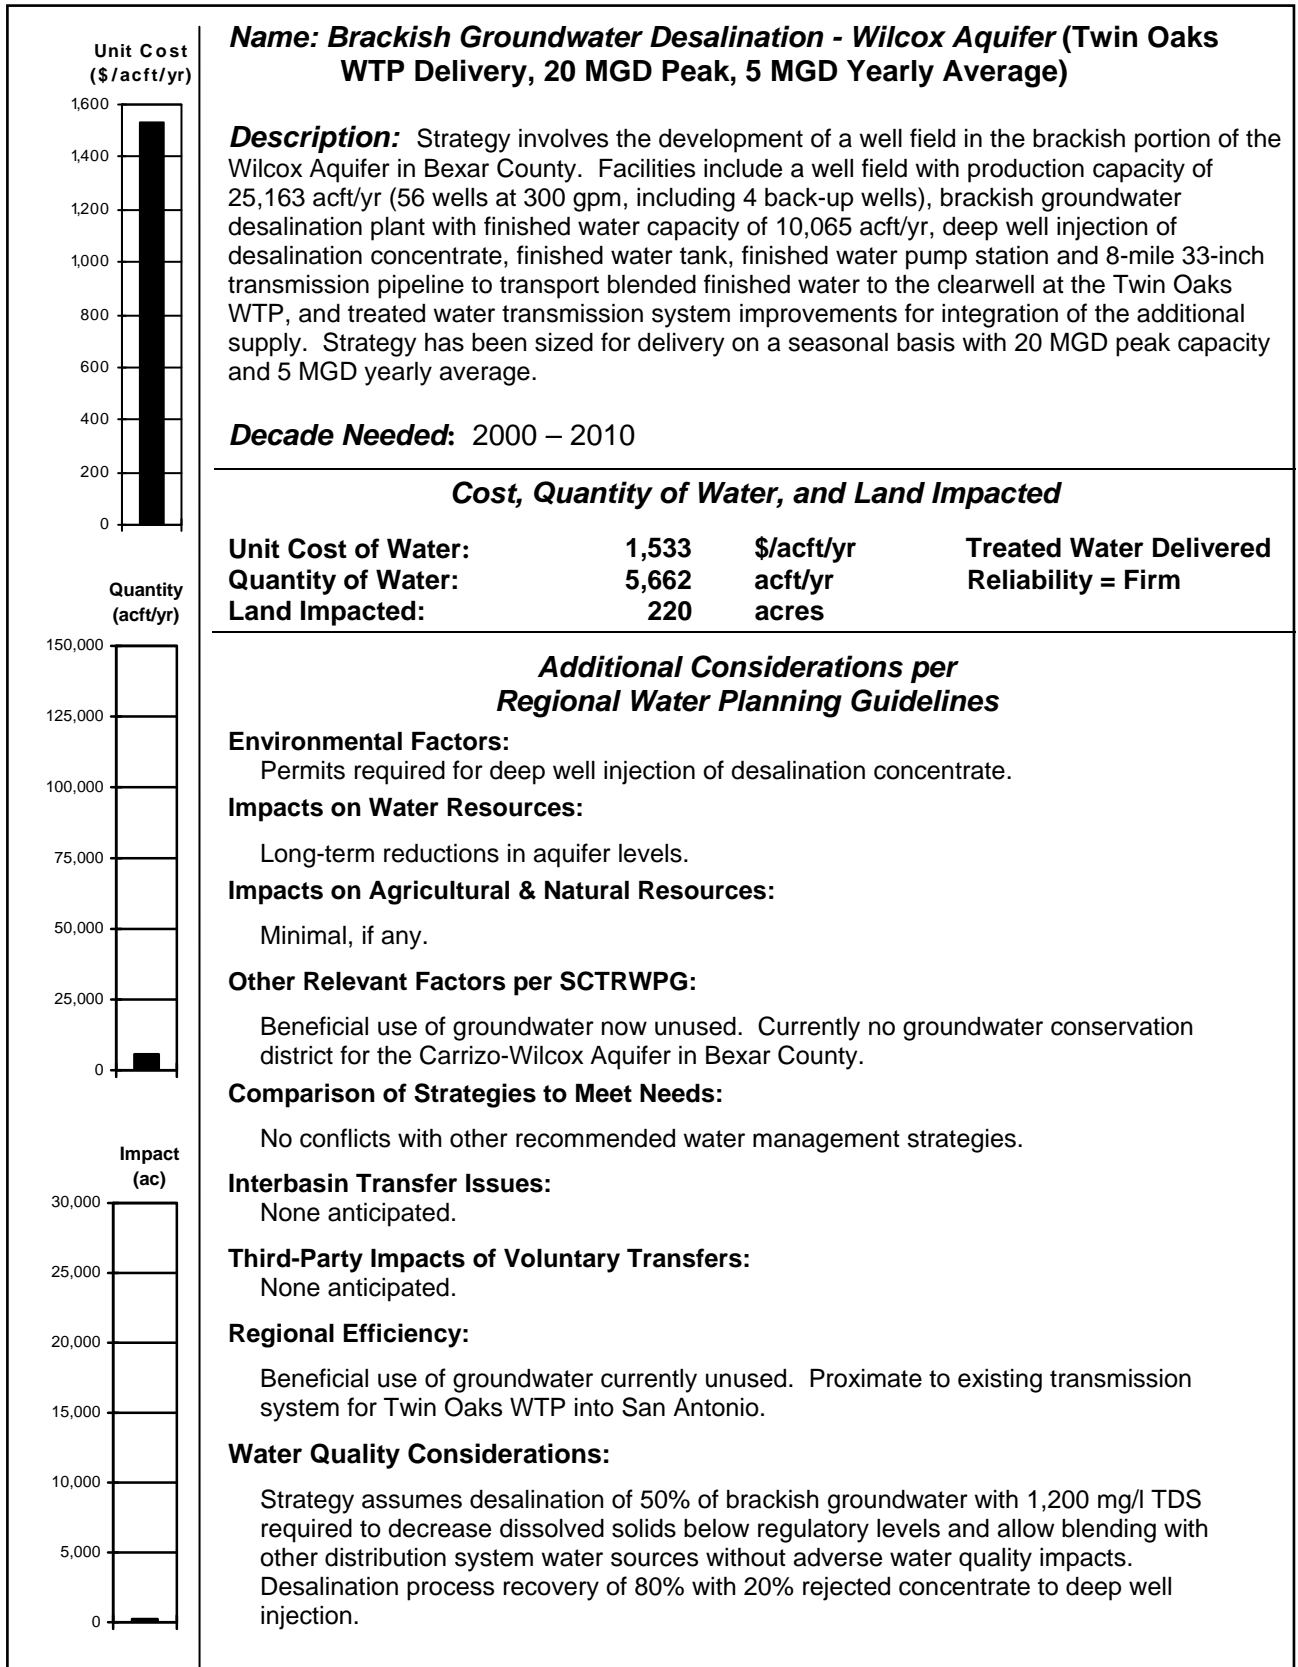 Unit Cost
($/acft/yr)
1,600
1,400
1,200
1,000
800
600
400
200
0
Quantity
(acft/yr)
150,000
125,000
100,000
75,000
50,000
25,000
0
Impact
(ac)
30,000
25,000
20,000
15,000
10,000
5,000
0
Name: Brackish Groundwater Desalination - Wilcox Aquifer (Twin Oaks
WTP Delivery, 20 MGD Peak, 5 MGD Yearly Average)
Description: Strategy involves the development of a well field in the brackish portion of the
Wilcox Aquifer in Bexar County. Facilities include a well field with production capacity of
25,163 acft/yr (56 wells at 300 gpm, including 4 back-up wells), brackish groundwater
desalination plant with finished water capacity of 10,065 acft/yr, deep well injection of
desalination concentrate, finished water tank, finished water pump station and 8-mile 33-inch
transmission pipeline to transport blended finished water to the clearwell at the Twin Oaks
WTP, and treated water transmission system improvements for integration of the additional
supply. Strategy has been sized for delivery on a seasonal basis with 20 MGD peak capacity
and 5 MGD yearly average.
Decade Needed: 2000 – 2010
Cost, Quantity of Water, and Land Impacted
Unit Cost of Water: 1,533 $/acft/yr Treated Water Delivered
Quantity of Water: 5,662 acft/yr Reliability = Firm
Land Impacted: 220 acres
Additional Considerations per
Regional Water Planning Guidelines
Environmental Factors:
Permits required for deep well injection of desalination concentrate.
Impacts on Water Resources:
Long-term reductions in aquifer levels.
Impacts on Agricultural & Natural Resources:
Minimal, if any.
Other Relevant Factors per SCTRWPG:
Beneficial use of groundwater now unused. Currently no groundwater conservation
district for the Carrizo-Wilcox Aquifer in Bexar County.
Comparison of Strategies to Meet Needs:
No conflicts with other recommended water management strategies.
Interbasin Transfer Issues:
None anticipated.
Third-Party Impacts of Voluntary Transfers:
None anticipated.
Regional Efficiency:
Beneficial use of groundwater currently unused. Proximate to existing transmission
system for Twin Oaks WTP into San Antonio.
Water Quality Considerations:
Strategy assumes desalination of 50% of brackish groundwater with 1,200 mg/l TDS
required to decrease dissolved solids below regulatory levels and allow blending with
other distribution system water sources without adverse water quality impacts.
Desalination process recovery of 80% with 20% rejected concentrate to deep well
injection.